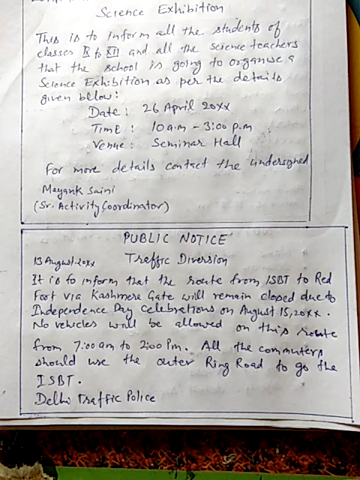 Science Exhibition
This is to inform all the students of
classes IX to XII and all the science teachers
that the school is going to organise a
Science Exhibition as per the details
given below:
Date: 26 April 20xx
Time: 10a.m - 3:00 p.m
Venue: Seminar Hall
For more details contact the undersigned
Mayank Saini
(Sr. Activity Coordinator)
PUBLIC NOTICE
13 August 20xx Traffic Diversion
It is to inform that the route from ISBT to Red
Foot via Kashmere Gate will remain closed due to
Independence Day celebrations on August 15, 20xx.
No vehicles will be allowed on this route
from 7:00 am to 2:00 Pm. All the commuters
should use the outer Ring Road to go the
ISBT.
Delhi Traffic Police